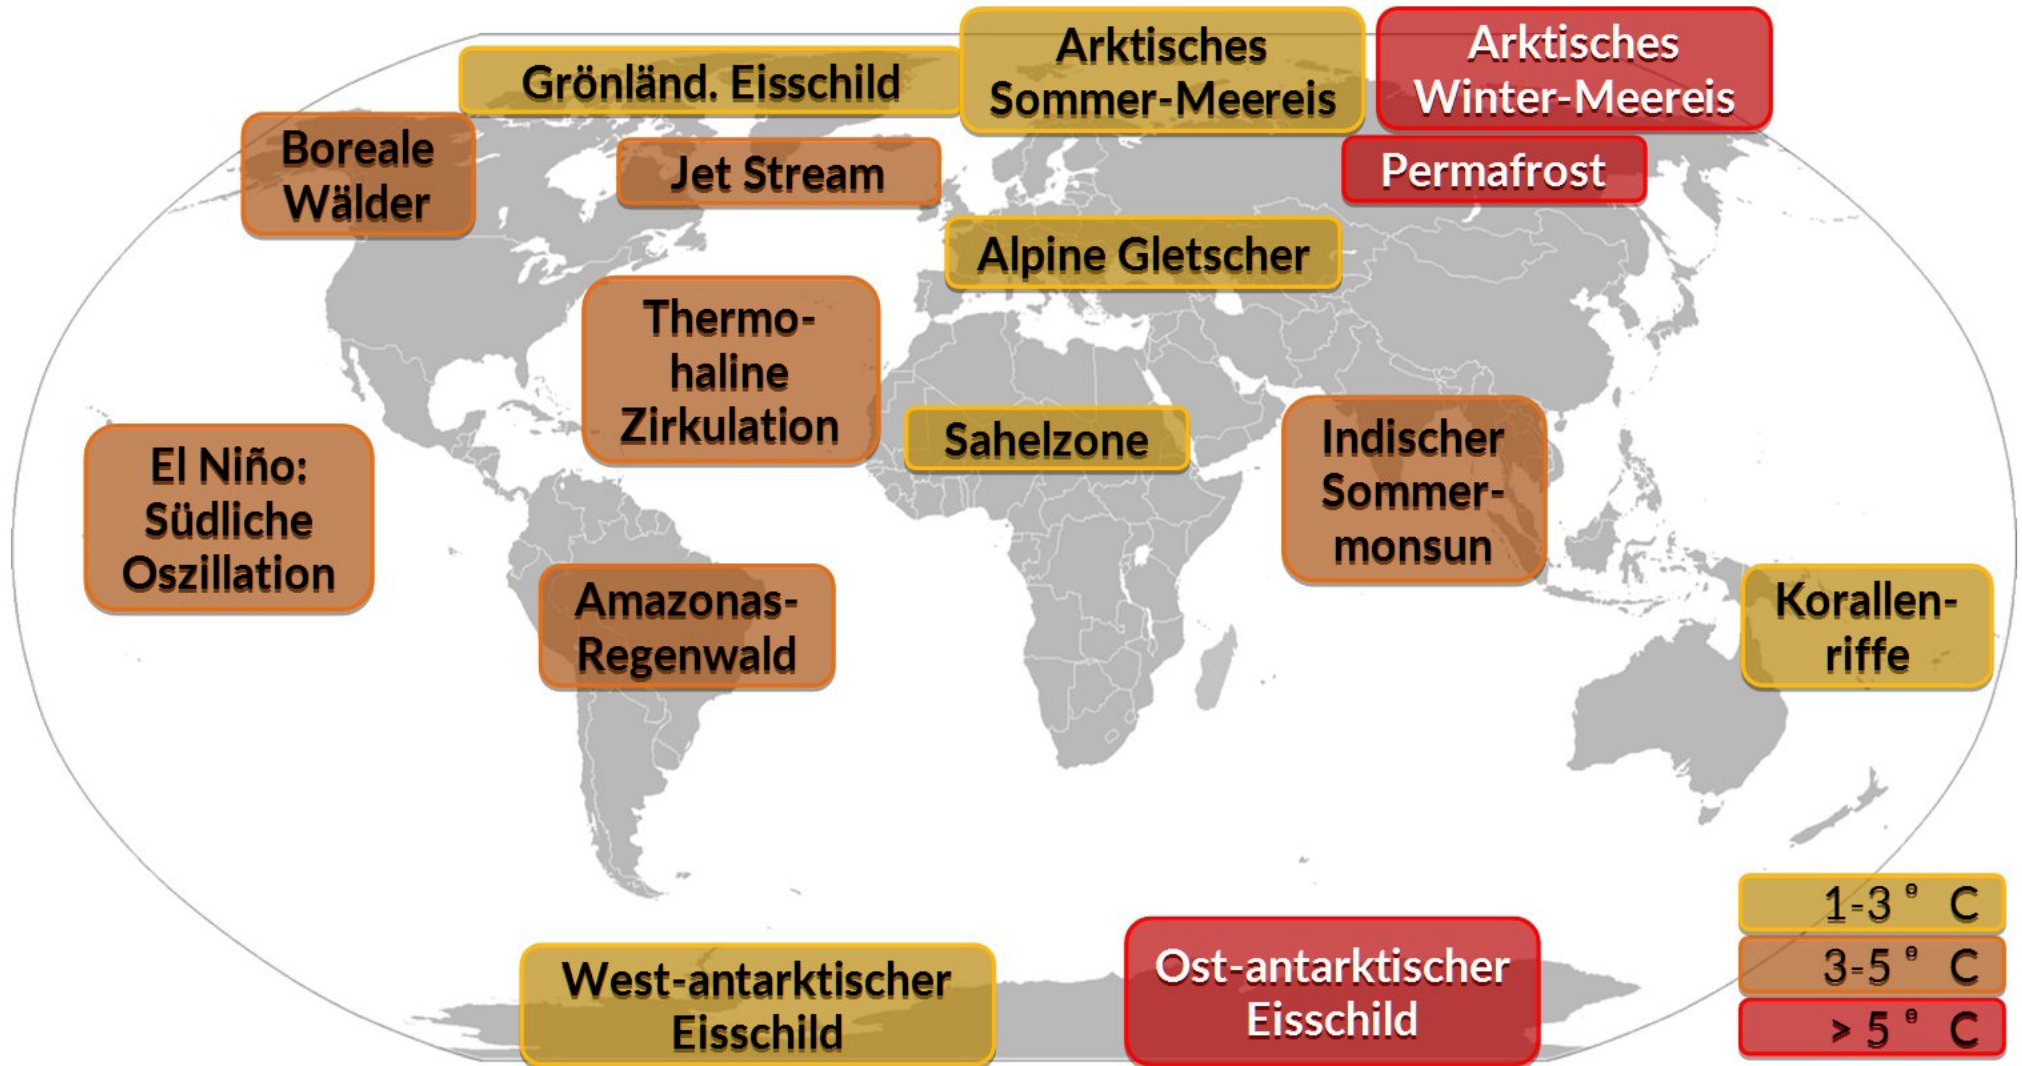 Grönländ. Eisschild
Arktisches
Sommer-Meereis
Arktisches
Winter-Meereis
Boreale
Wälder
Jet Stream
Permafrost
Alpine Gletscher
Thermo-
haline
Zirkulation
Sahelzone
Indischer
Sommer-
monsun
El Niño:
Südliche
Oszillation
Amazonas-
Regenwald
Korallen-
riffe
West-antarktischer
Eisschild
Ost-antarktischer
Eisschild
1-3 ° C
3-5 ° C
> 5 ° C